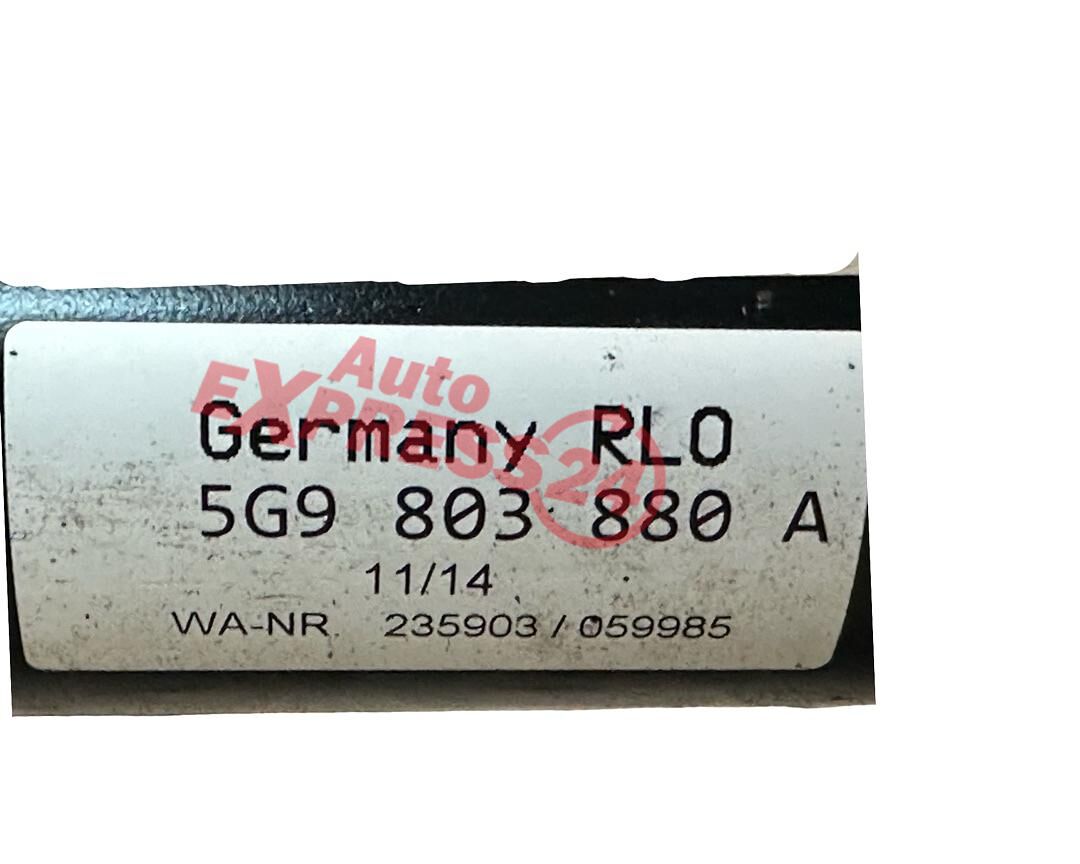 Auto
EXPRESS24
Germany RLO
5G9 803 880 A
11/14
WA-NR. 235903 / 059985